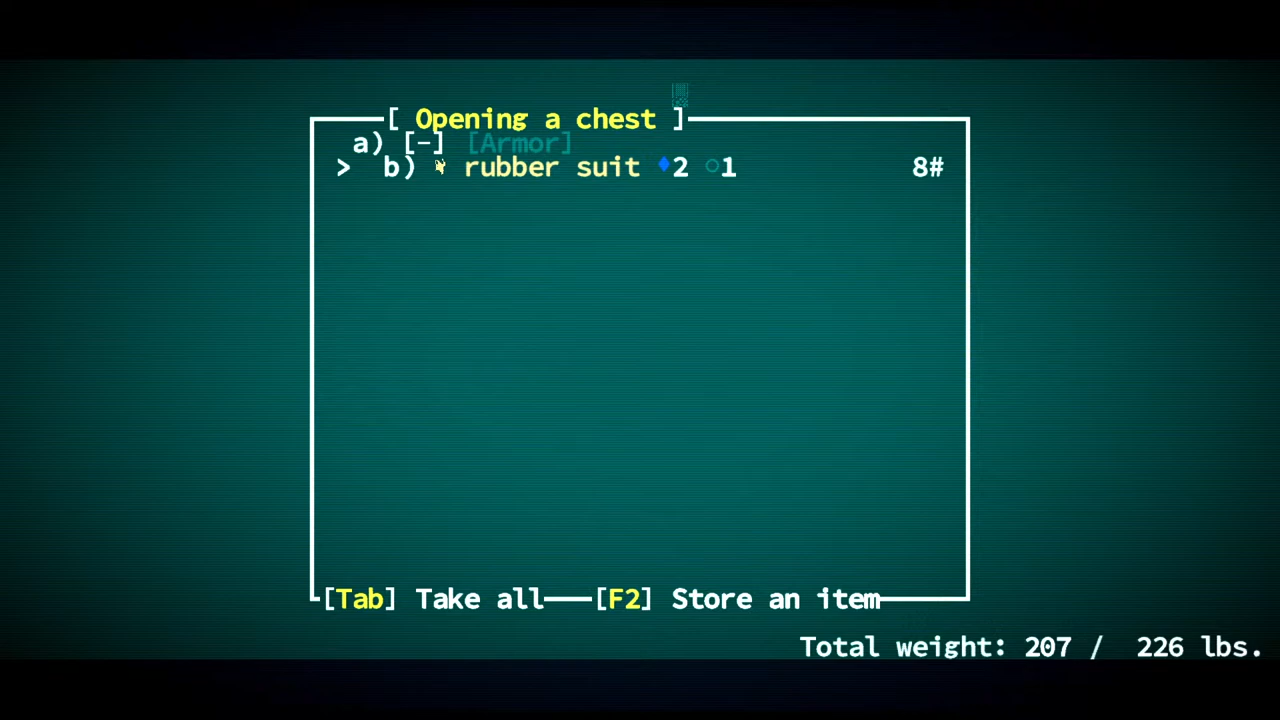 [ Opening a chest ]
a) [-] [Armor]
> b) rubber suit ♦2 ○1 8#
[Tab] Take all [F2] Store an item
Total weight: 207 / 226 lbs.